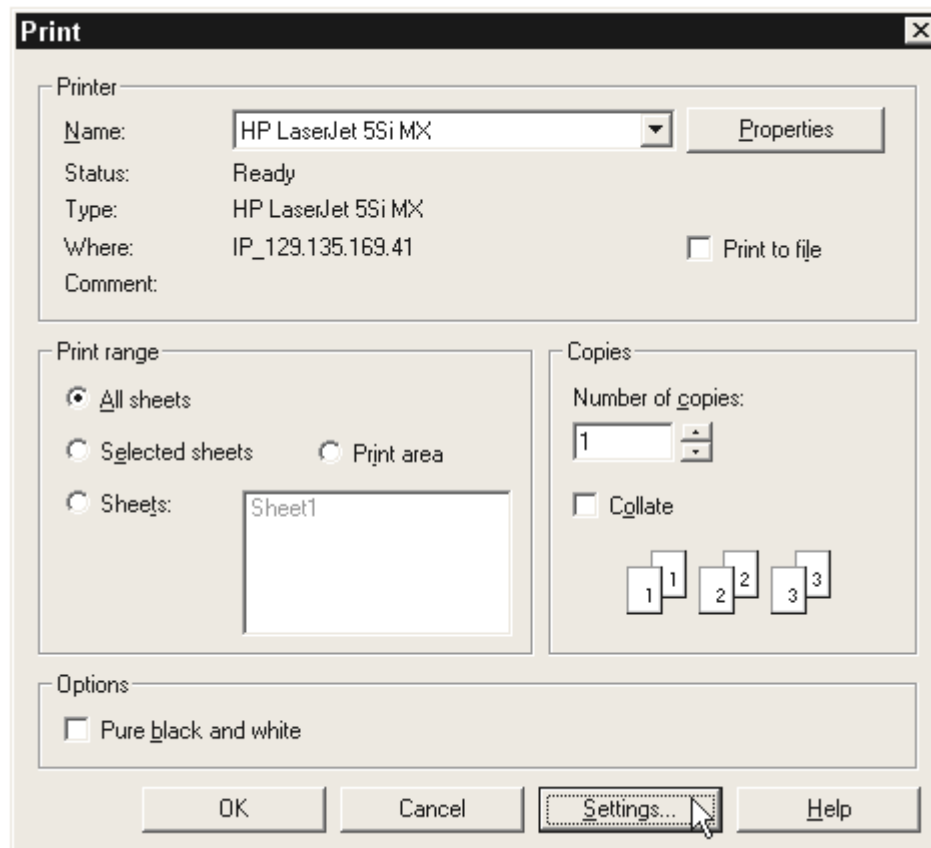 Print
Printer
Name: HP LaserJet 5Si MX Properties
Status: Ready
Type: HP LaserJet 5Si MX
Where: IP_129.135.169.41 Print to file
Comment:
Print range
All sheets
Selected sheets Print area
Sheets: Sheet1
Copies
Number of copies:
1
Collate
1 1 2 2 3 3
Options
Pure black and white
OK Cancel Settings... Help